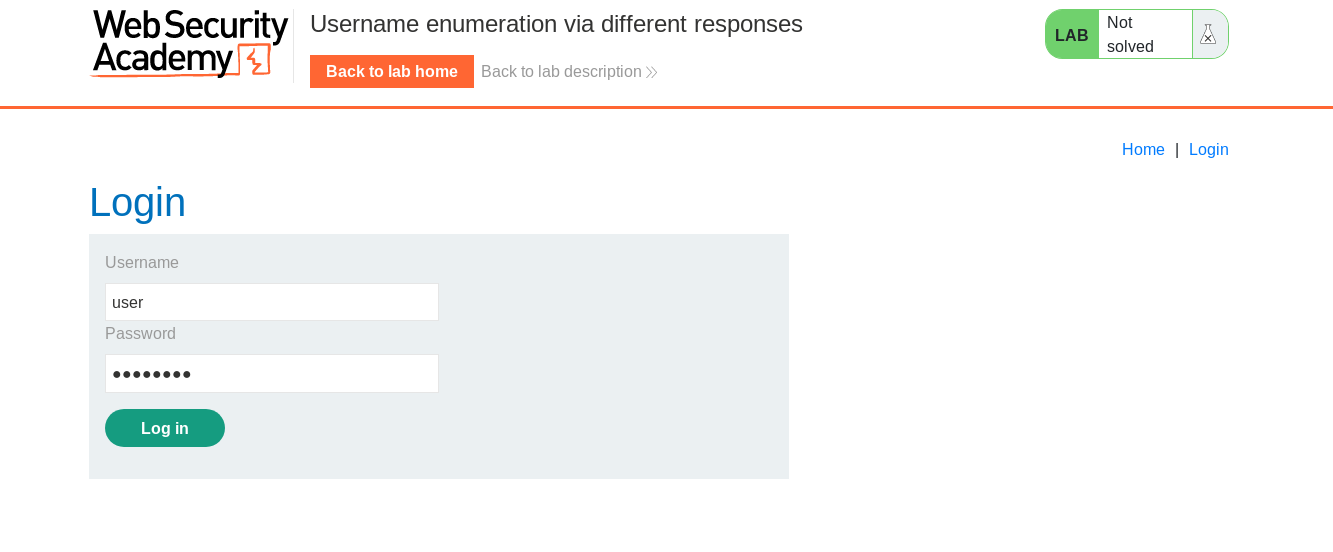 Web Security
Academy
Username enumeration via different responses
Back to lab home
Back to lab description
LAB
Not
solved
Home | Login
Login
Username
user
Password
●●●●●●●●
Log in